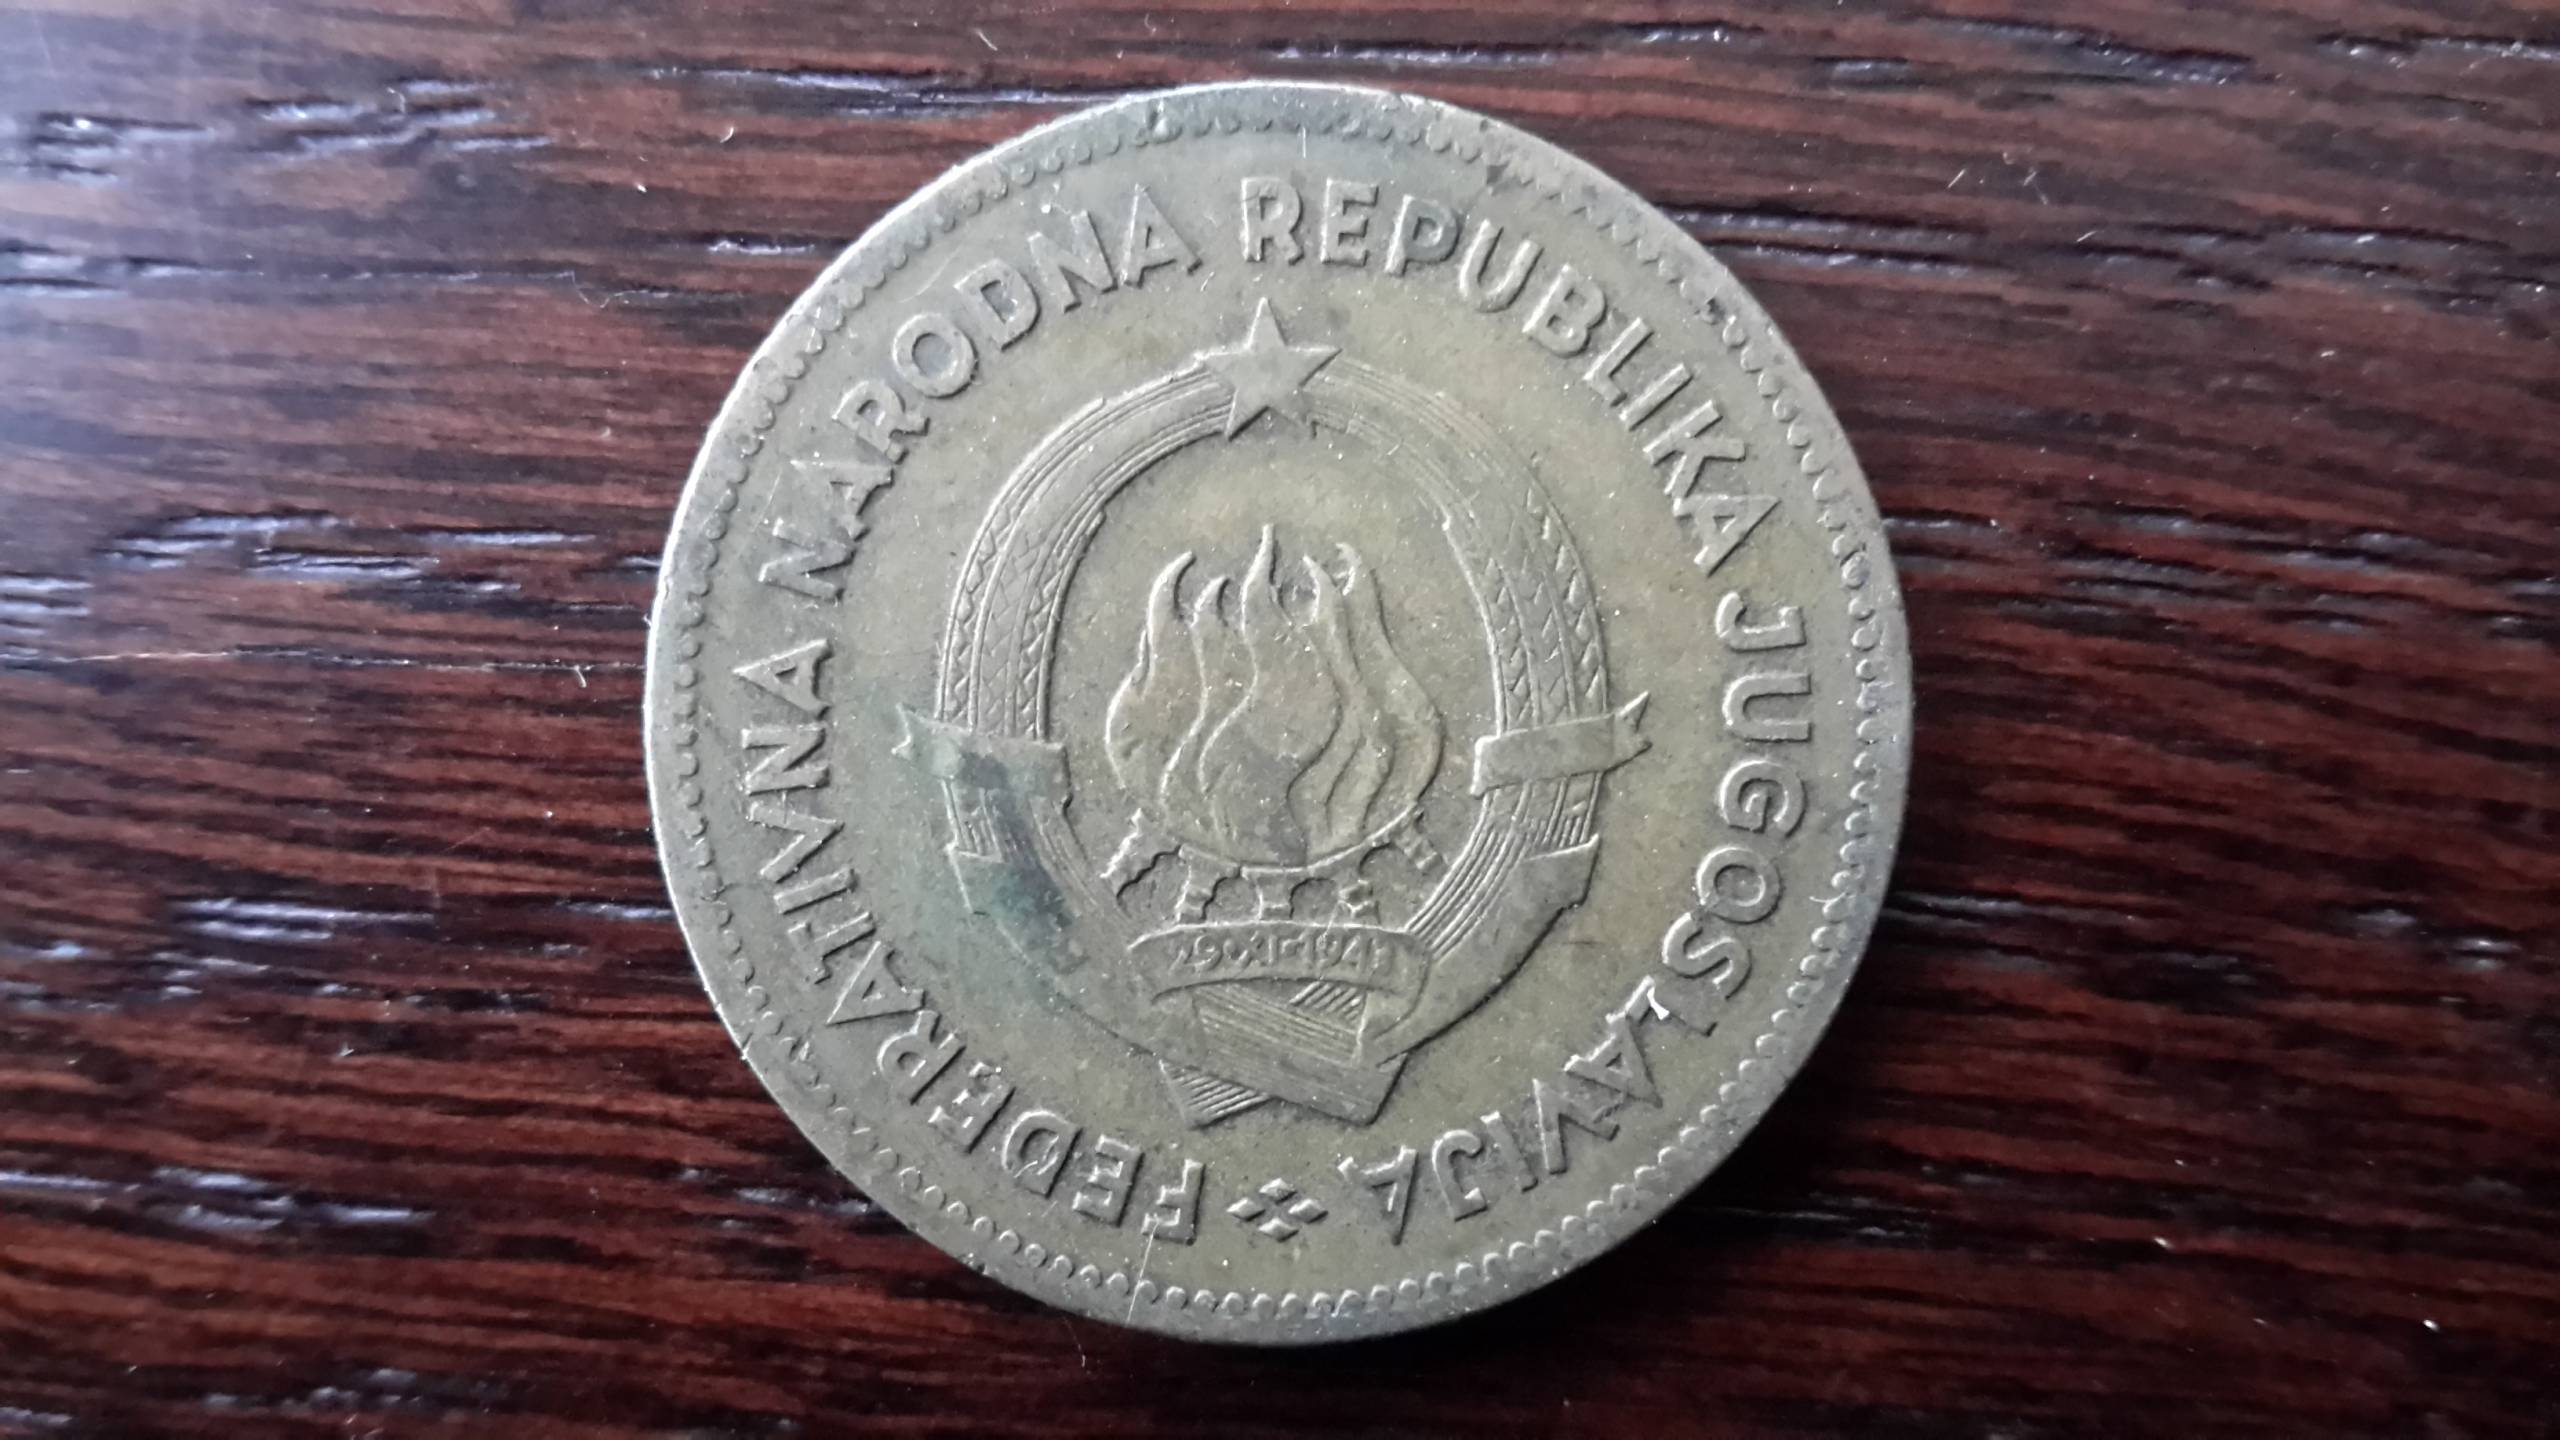 FEDERATIVNA NARODNA REPUBLIKA JUGOSLAVIJA
29•XI•1943